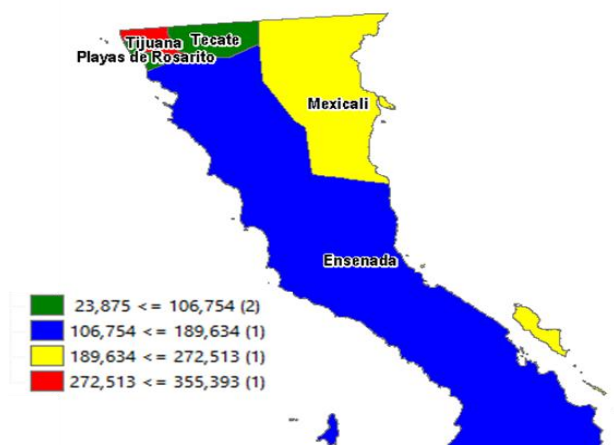 Tijuana
Tecate
Playas de Rosarito
Mexicali
Ensenada
23,875 <= 106,754 (2)
106,754 <= 189,634 (1)
189,634 <= 272,513 (1)
272,513 <= 355,393 (1)